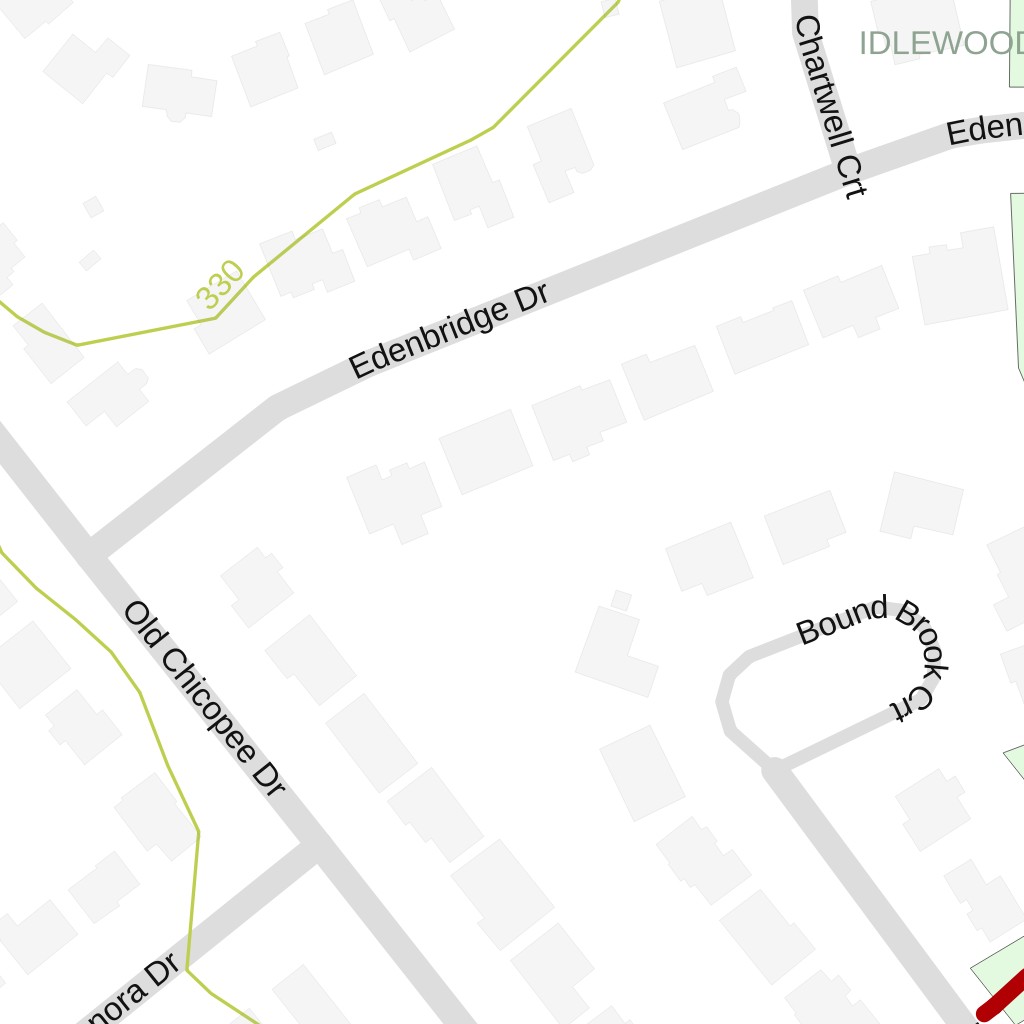 Chartwell Crt
IDLEWOOD
Eden
330
Edenbridge Dr
Bound Brook Crt
Old Chicopee Dr
nora Dr